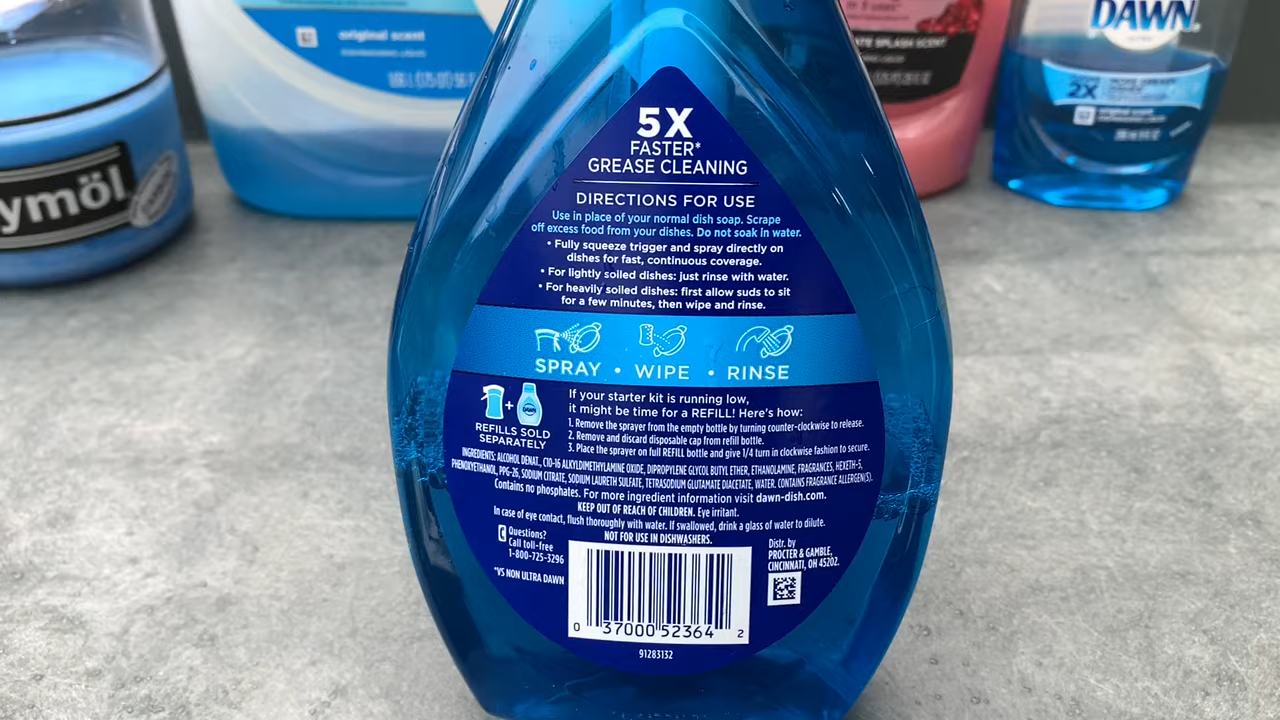 5X
FASTER*
GREASE CLEANING
DIRECTIONS FOR USE
Use in place of your normal dish soap. Scrape
off excess food from your dishes. Do not soak in water.
• Fully squeeze trigger and spray directly on
dishes for fast, continuous coverage.
• For lightly soiled dishes: just rinse with water.
• For heavily soiled dishes: first allow suds to sit
for a few minutes, then wipe and rinse.
SPRAY • WIPE • RINSE
DAWN
REFILLS SOLD
SEPARATELY
If your starter kit is running low,
it might be time for a REFILL! Here's how:
1. Remove the sprayer from the empty bottle by turning counter-clockwise to release.
2. Remove and discard disposable cap from refill bottle.
3. Place the sprayer on full REFILL bottle and give 1/4 turn in clockwise fashion to secure.
INGREDIENTS: ALCOHOL DENAT., C10-16 ALKYLDIMETHYLAMINE OXIDE, DIPROPYLENE GLYCOL BUTYL ETHER, ETHANOLAMINE, FRAGRANCES, HEXETH-5,
PHENOXYETHANOL, PPG-26, SODIUM CITRATE, SODIUM LAURETH SULFATE, TETRASODIUM GLUTAMATE DIACETATE, WATER. CONTAINS FRAGRANCE ALLERGEN(S).
Contains no phosphates. For more ingredient information visit dawn-dish.com.
KEEP OUT OF REACH OF CHILDREN. Eye irritant.
In case of eye contact, flush thoroughly with water. If swallowed, drink a glass of water to dilute.
NOT FOR USE IN DISHWASHERS.
Questions?
Call toll-free
1-800-725-3296
*VS NON ULTRA DAWN
Distr. by
PROCTER & GAMBLE,
CINCINNATI, OH 45202.
0 37000 52364 2
91283132
ymöl
original scent
SPLASH SCENT
DAWN
2X
original scent